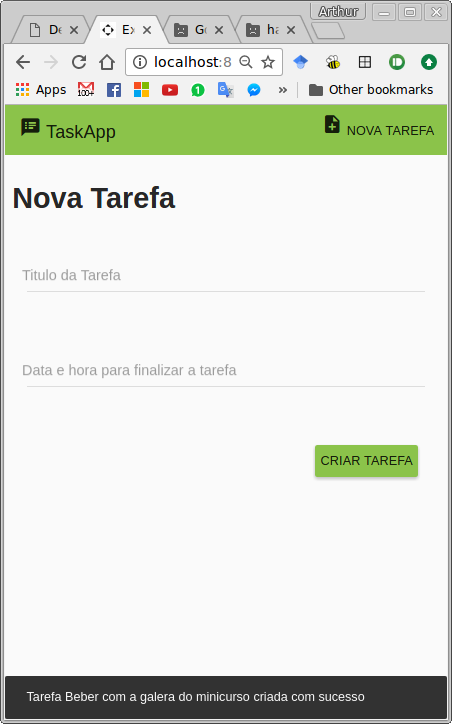 Arthur
De
Ex
Go
ha
localhost:8
Apps
100+
1
»
Other bookmarks
TaskApp
NOVA TAREFA
Nova Tarefa
Titulo da Tarefa
Data e hora para finalizar a tarefa
CRIAR TAREFA
Tarefa Beber com a galera do minicurso criada com sucesso